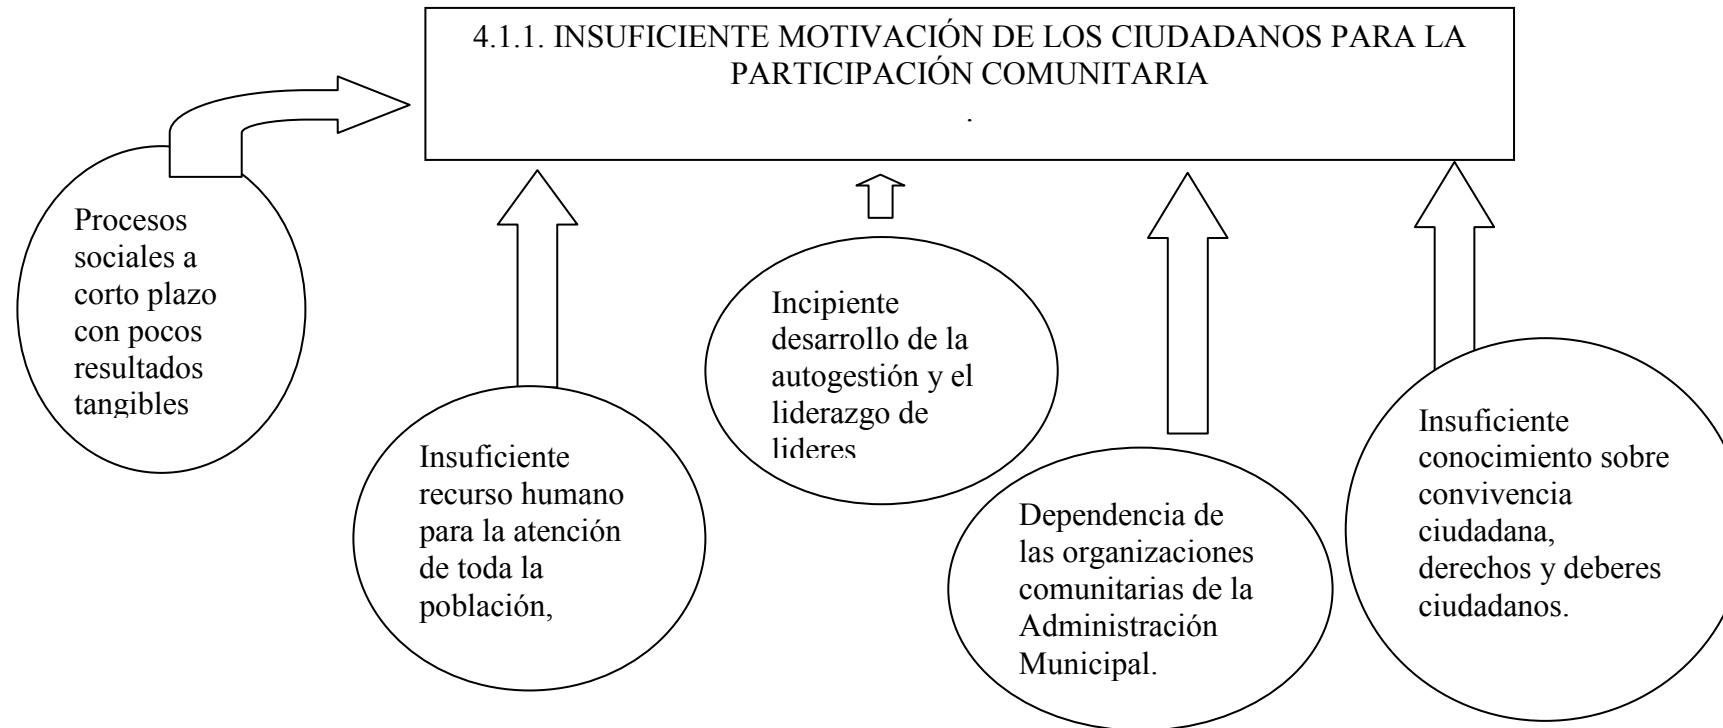 4.1.1. INSUFICIENTE MOTIVACIÓN DE LOS CIUDADANOS PARA LA
PARTICIPACIÓN COMUNITARIA
.
Procesos
sociales a
corto plazo
con pocos
resultados
tangibles
Insuficiente
recurso humano
para la atención
de toda la
población,
Incipiente
desarrollo de la
autogestión y el
liderazgo de
lideres
Dependencia de
las organizaciones
comunitarias de la
Administración
Municipal.
Insuficiente
conocimiento sobre
convivencia
ciudadana,
derechos y deberes
ciudadanos.